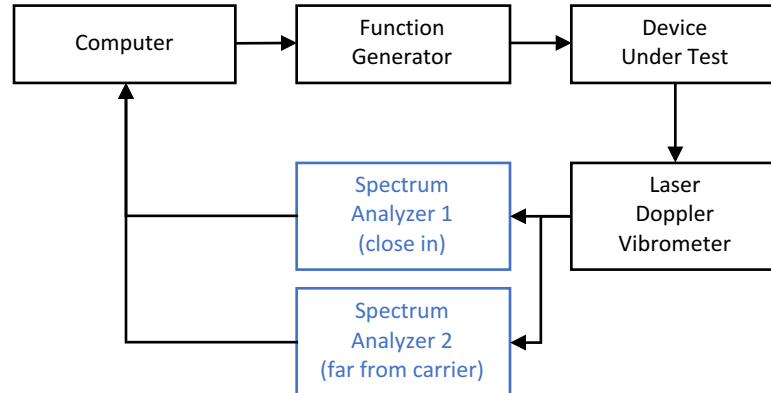 Computer
Function
Generator
Device
Under Test
Spectrum
Analyzer 1
(close in)
Laser
Doppler
Vibrometer
Spectrum
Analyzer 2
(far from carrier)